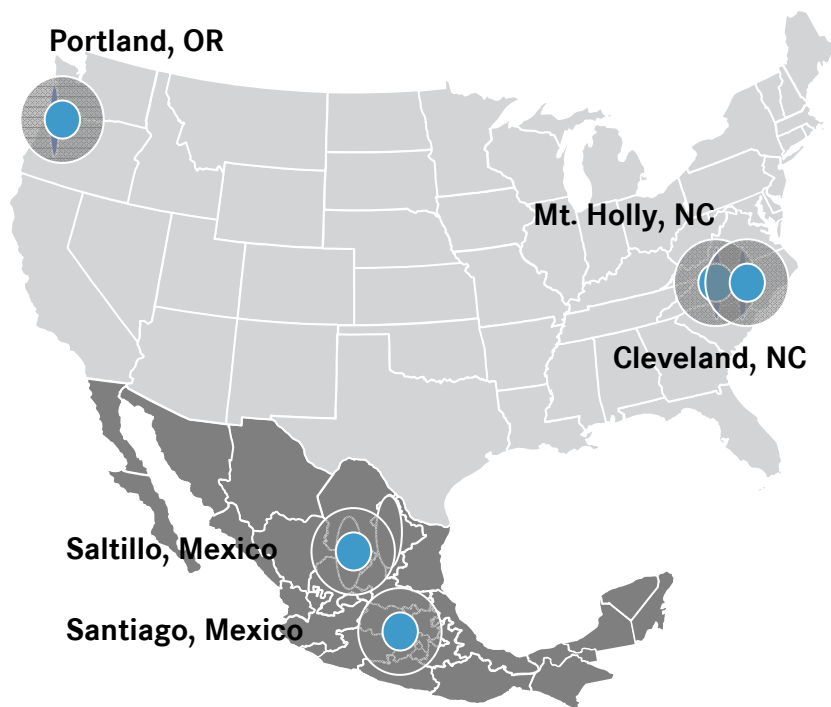 Portland, OR
Mt. Holly, NC
Cleveland, NC
Saltillo, Mexico
Santiago, Mexico